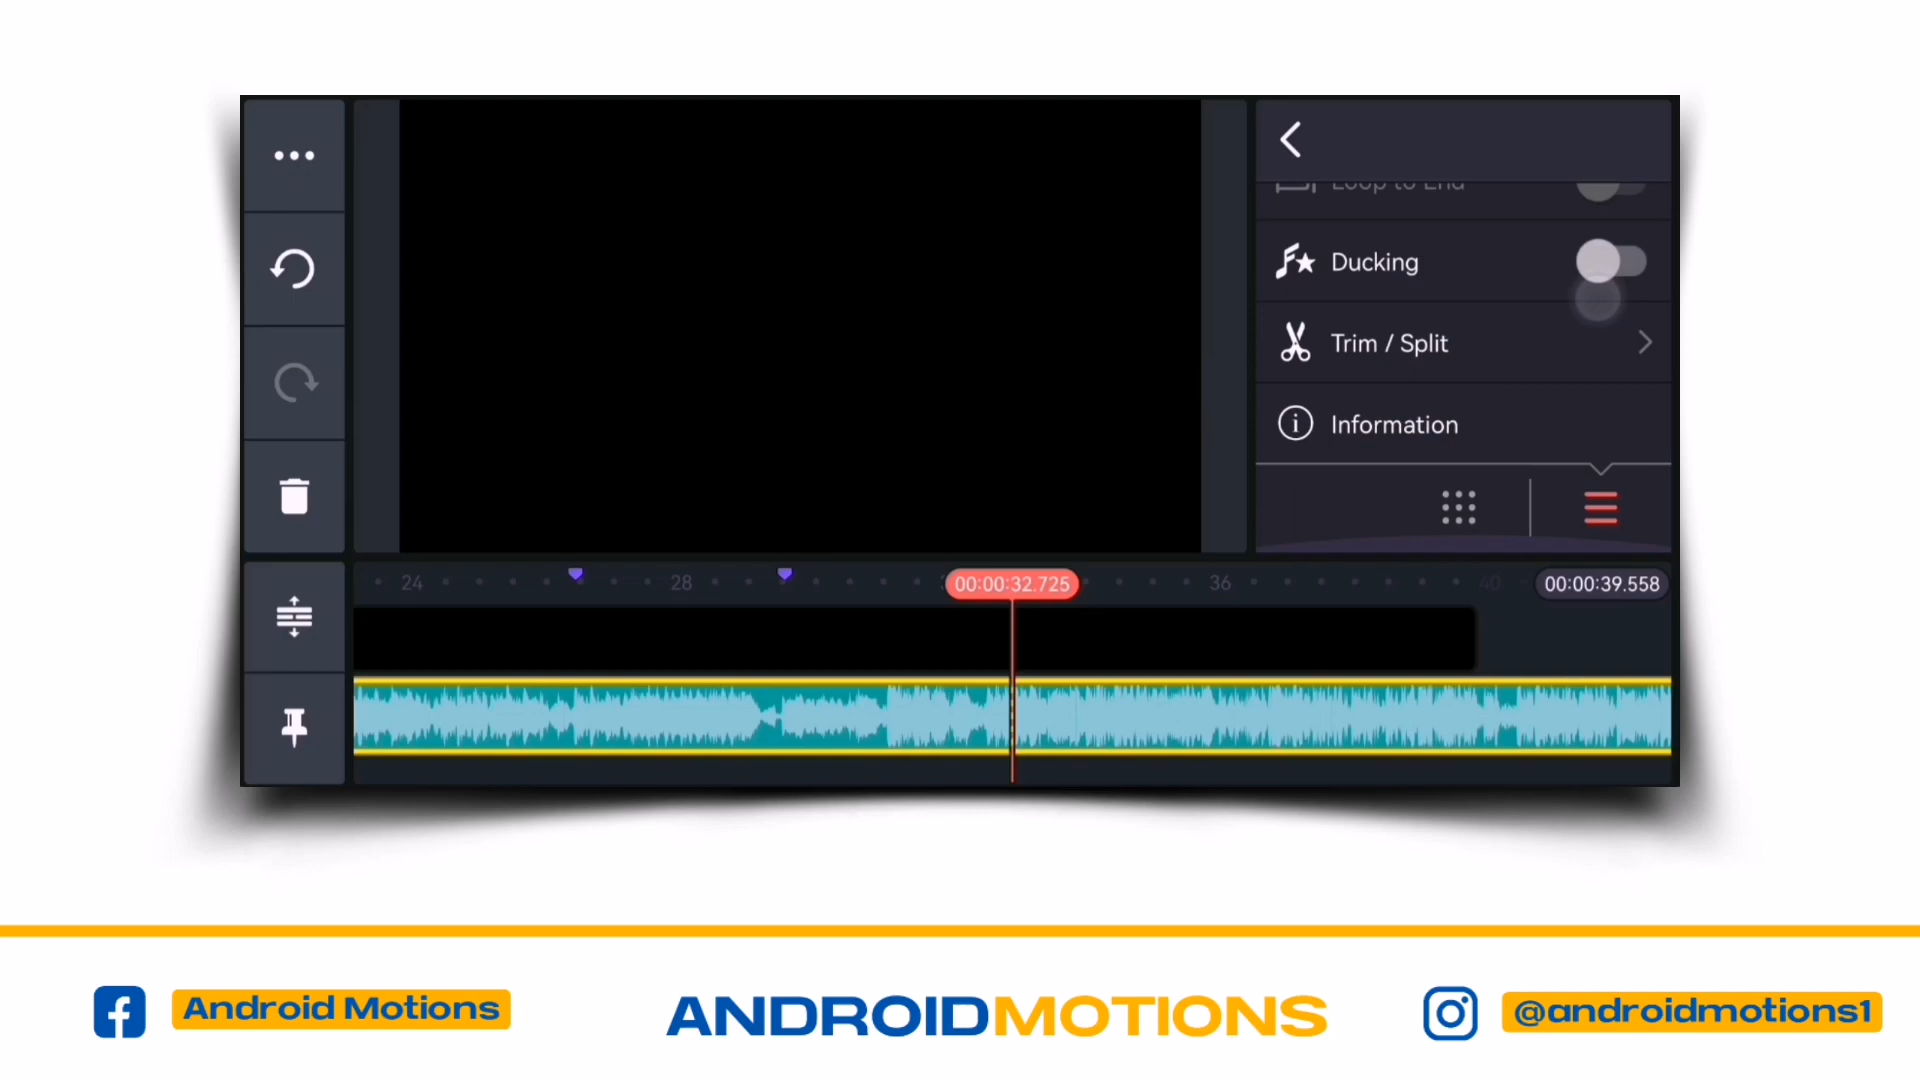 Loop to End
Ducking
Trim / Split
Information
24
28
00:00:32.725
36
40
00:00:39.558
Android Motions
ANDROIDMOTIONS
@androidmotions1